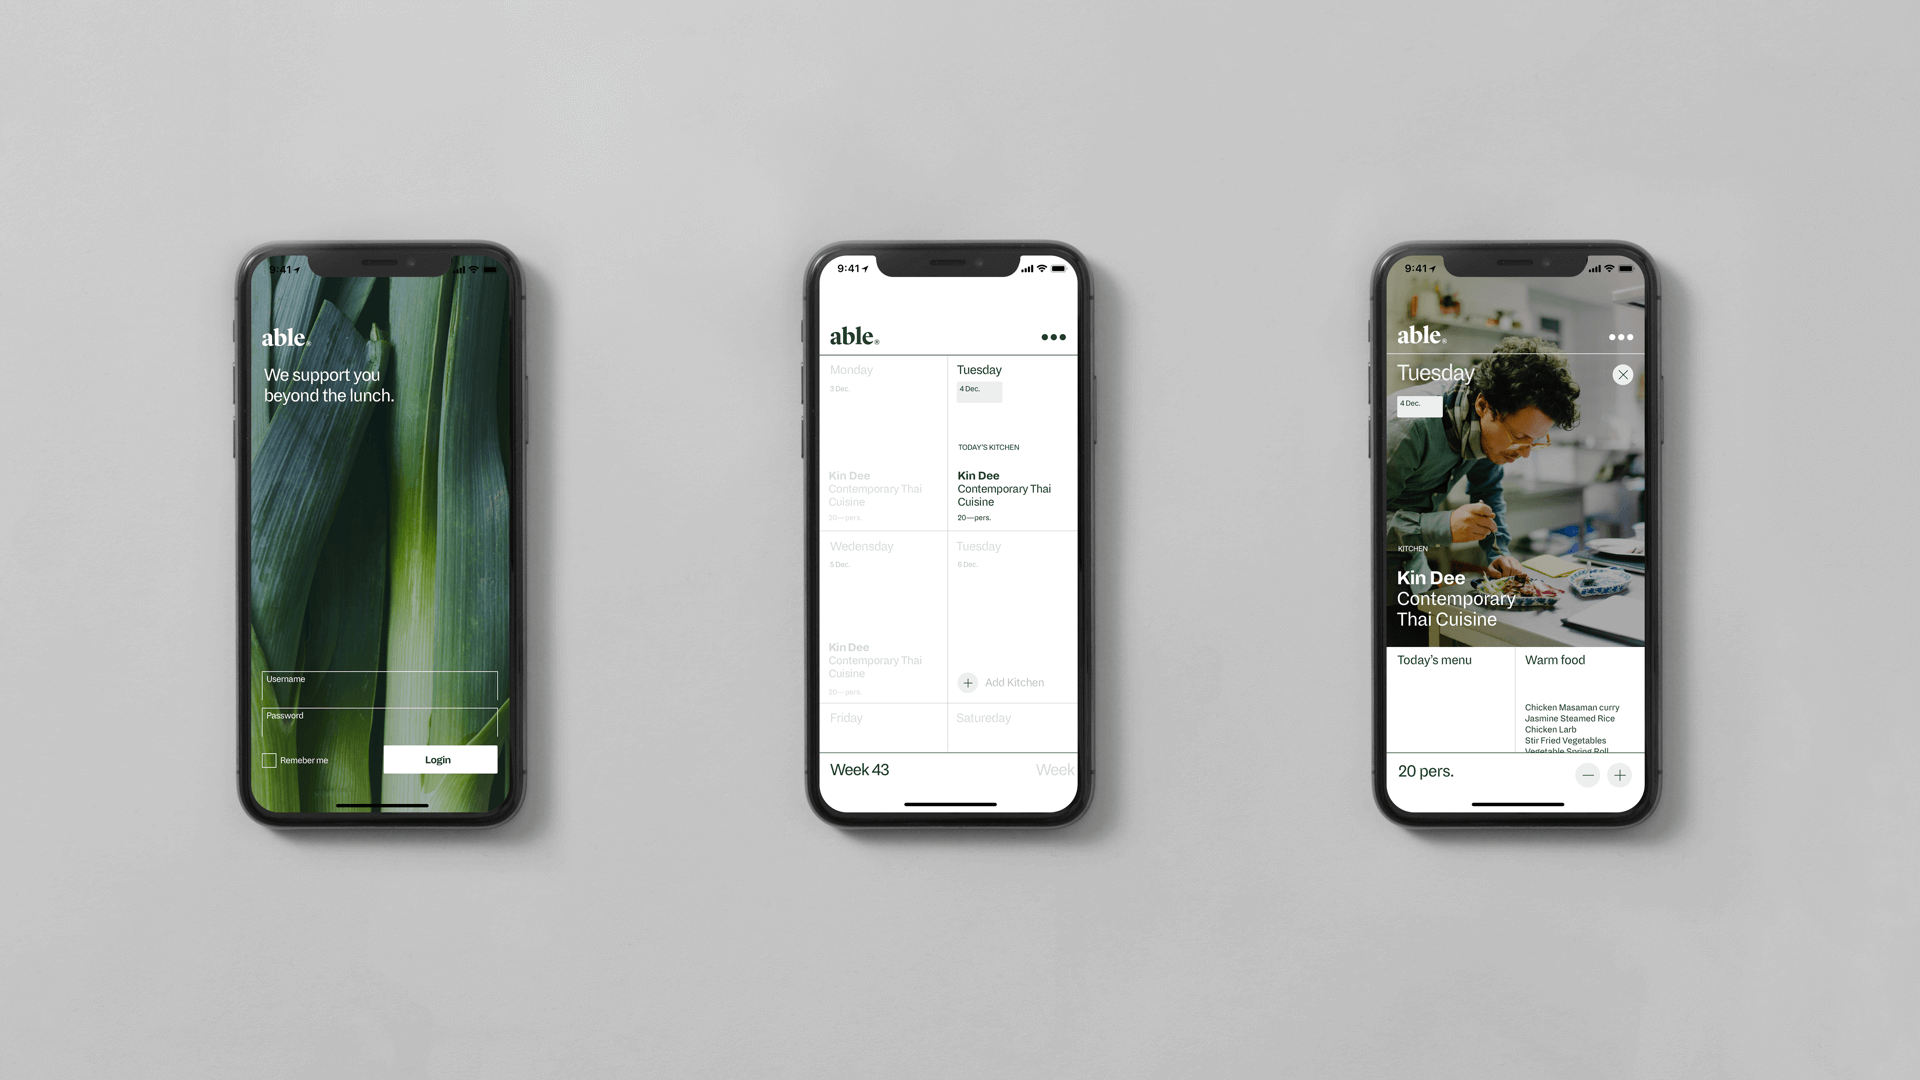 9:41
able®
We support you
beyond the lunch.
Username
Password
Remeber me
Login
9:41
able®
Monday
3 Dec.
Kin Dee
Contemporary Thai
Cuisine
20—pers.
Tuesday
4 Dec.
TODAY'S KITCHEN
Kin Dee
Contemporary Thai
Cuisine
20—pers.
Wedensday
5 Dec.
Kin Dee
Contemporary Thai
Cuisine
20—pers.
Tuesday
6 Dec.
Add Kitchen
Friday
Satureday
Week 43
Week
9:41
able®
Tuesday
4 Dec.
KITCHEN
Kin Dee
Contemporary
Thai Cuisine
Today's menu
Warm food
Chicken Masaman curry
Jasmine Steamed Rice
Chicken Larb
Stir Fried Vegetables
Vegetable Spring Roll
20 pers.